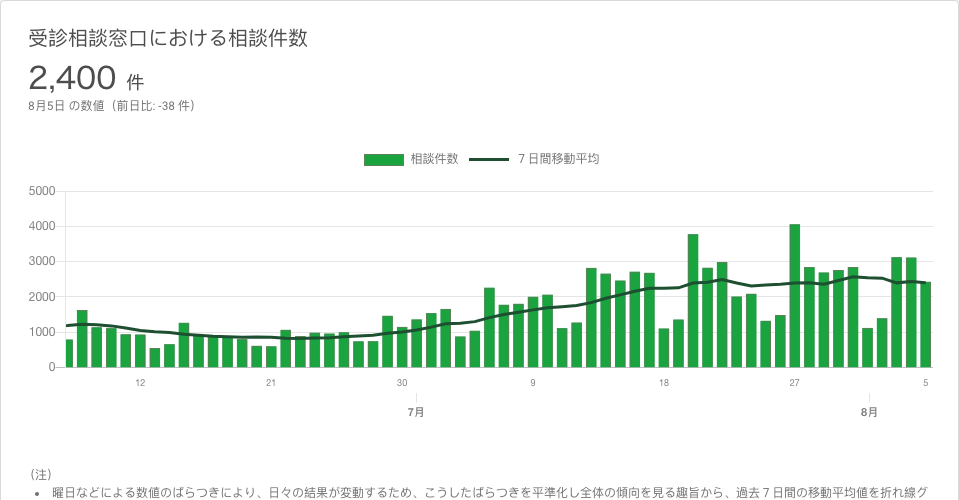 受診相談窓口における相談件数
2,400 件
8月5日 の数値（前日比: -38 件）
相談件数 7日間移動平均
5000
4000
3000
2000
1000
0
12 21 30 9 18 27 5
7月 8月
（注）
• 曜日などによる数値のばらつきにより、日々の結果が変動するため、こうしたばらつきを平準化し全体の傾向を見る趣旨から、過去７日間の移動平均値を折れ線グ